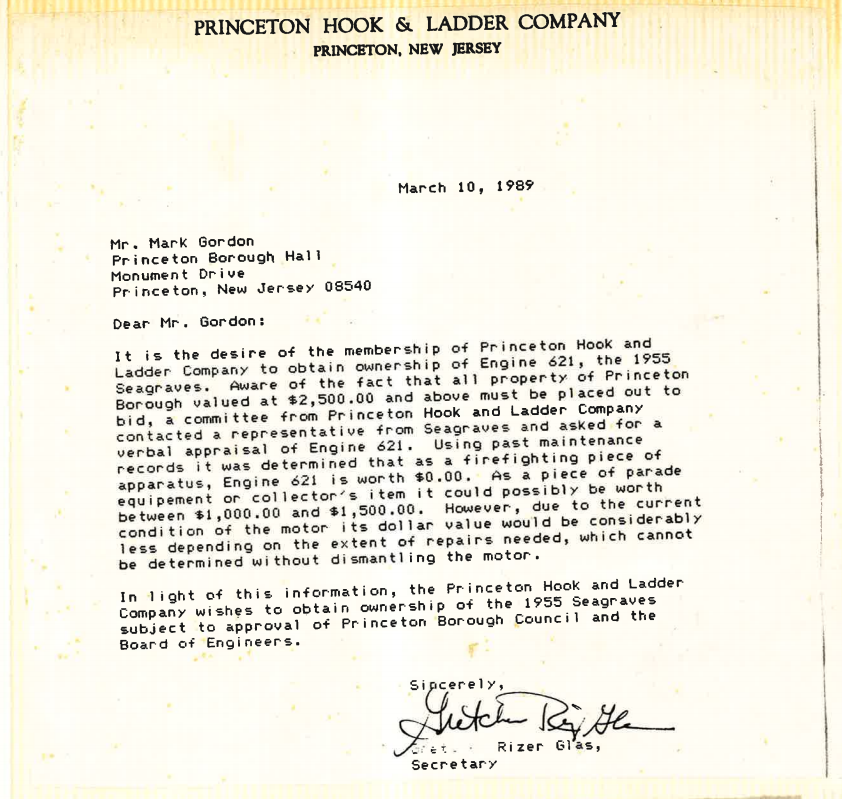 PRINCETON HOOK & LADDER COMPANY
PRINCETON, NEW JERSEY
March 10, 1989
Mr. Mark Gordon
Princeton Borough Hall
Monument Drive
Princeton, New Jersey 08540
Dear Mr. Gordon:
It is the desire of the membership of Princeton Hook and
Ladder Company to obtain ownership of Engine 621, the 1955
Seagraves. Aware of the fact that all property of Princeton
Borough valued at $2,500.00 and above must be placed out to
bid, a committee from Princeton Hook and Ladder Company
contacted a representative from Seagraves and asked for a
verbal appraisal of Engine 621. Using past maintenance
records it was determined that as a firefighting piece of
apparatus, Engine 621 is worth $0.00. As a piece of parade
equipement or collector's item it could possibly be worth
between $1,000.00 and $1,500.00. However, due to the current
condition of the motor its dollar value would be considerably
less depending on the extent of repairs needed, which cannot
be determined without dismantling the motor.
In light of this information, the Princeton Hook and Ladder
Company wishes to obtain ownership of the 1955 Seagraves
subject to approval of Princeton Borough Council and the
Board of Engineers.
Sincerely,
Rizer Glas,
Secretary